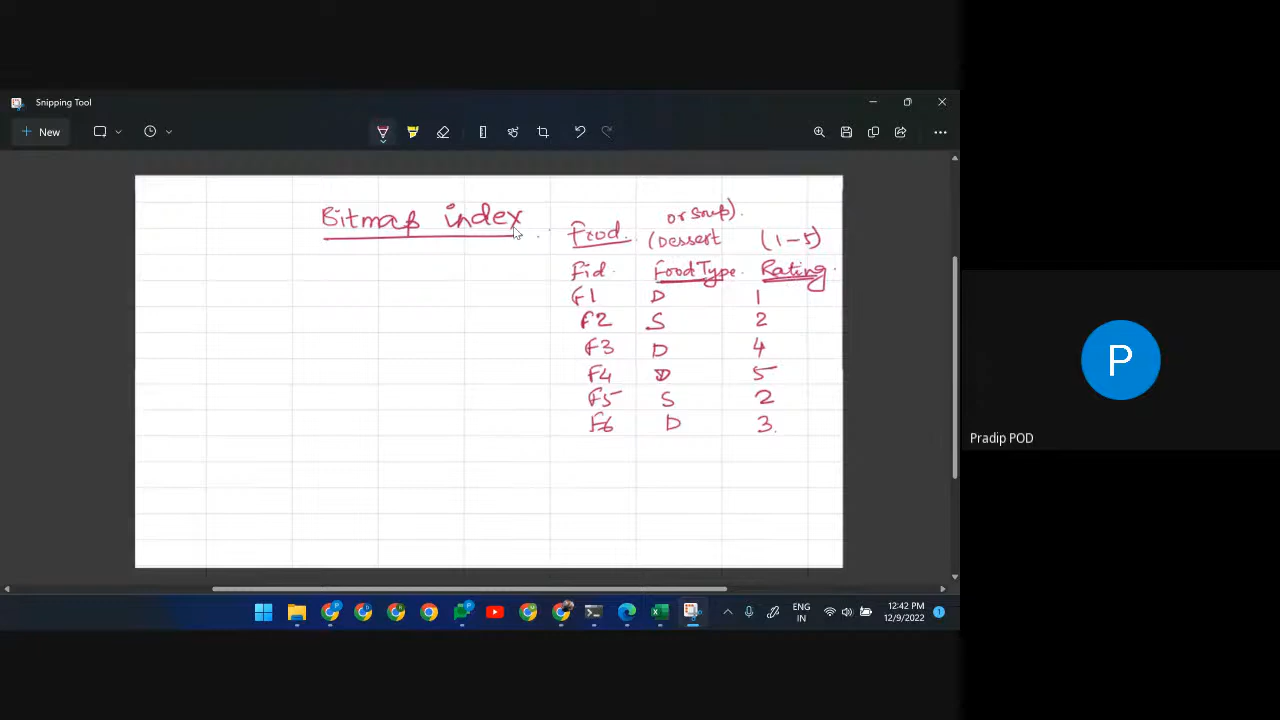 Snipping Tool
New
Bitmap index
Food
or Soup).
(Dessert
(1-5)
Fid FoodType Rating
F1 D 1
F2 S 2
F3 D 4
F4 D 5
F5 S 2
F6 D 3
P
Pradip POD
ENG
IN
12:42 PM
12/9/2022
1